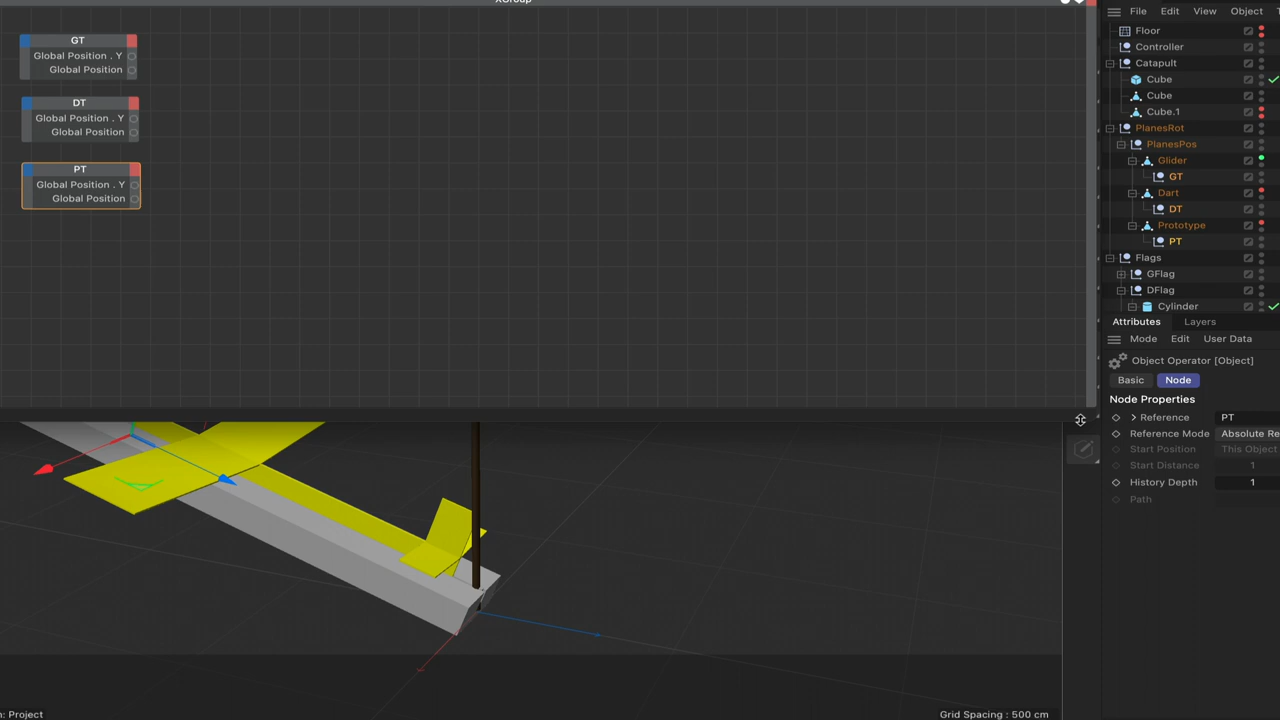 XGroup
GT
Global Position . Y
Global Position
DT
Global Position . Y
Global Position
PT
Global Position . Y
Global Position
File Edit View Object
Floor
Controller
Catapult
Cube
Cube
Cube.1
PlanesRot
PlanesPos
Glider
GT
Dart
DT
Prototype
PT
Flags
GFlag
DFlag
Cylinder
Attributes Layers
Mode Edit User Data
Object Operator [Object]
Basic Node
Node Properties
Reference PT
Reference Mode Absolute Re
Start Position This Object
Start Distance 1
History Depth 1
Path
n: Project
Grid Spacing : 500 cm